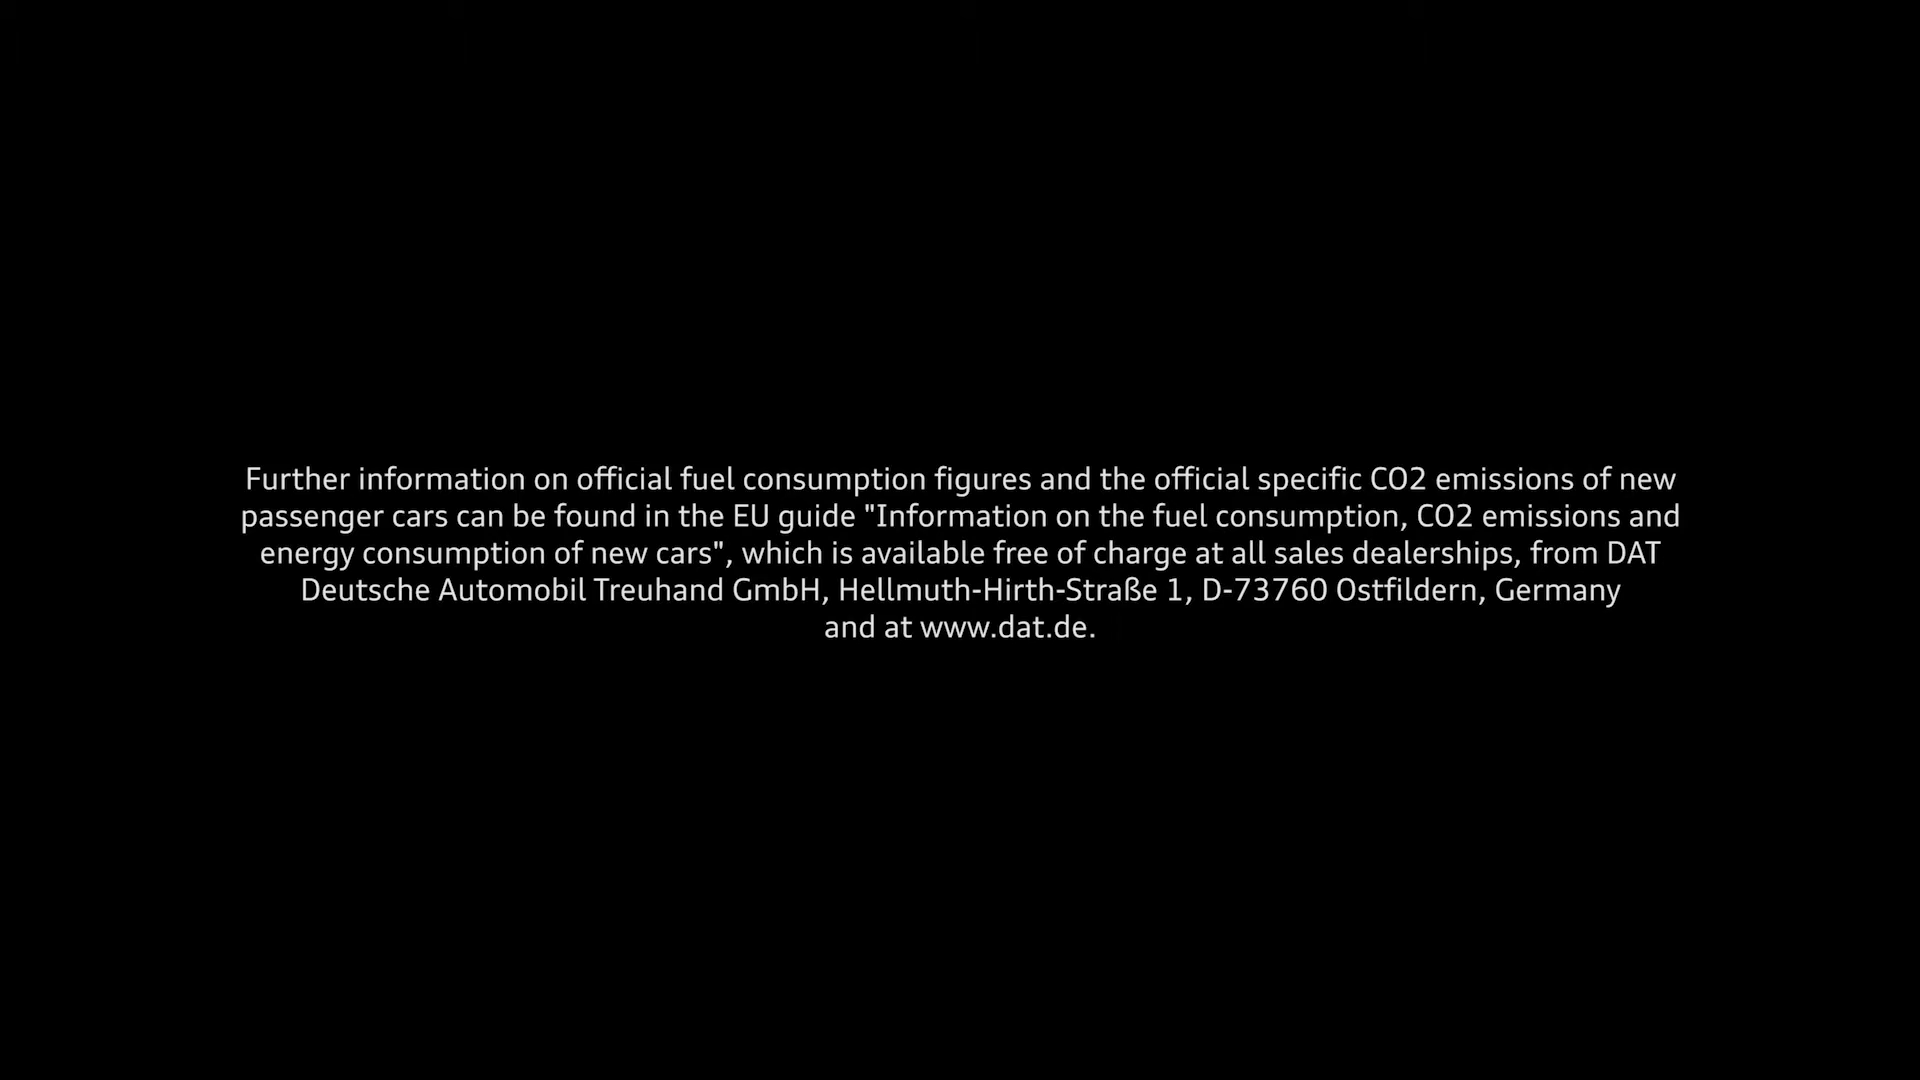 Further information on official fuel consumption figures and the official specific CO2 emissions of new
passenger cars can be found in the EU guide "Information on the fuel consumption, CO2 emissions and
energy consumption of new cars", which is available free of charge at all sales dealerships, from DAT
Deutsche Automobil Treuhand GmbH, Hellmuth-Hirth-Straße 1, D-73760 Ostfildern, Germany
and at www.dat.de.